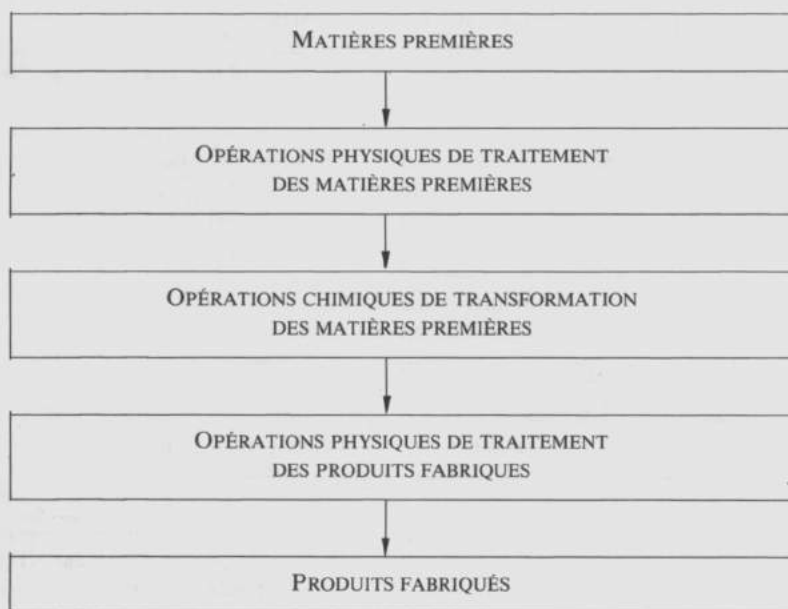 MATIÈRES PREMIÈRES
OPÉRATIONS PHYSIQUES DE TRAITEMENT
DES MATIÈRES PREMIÈRES
OPÉRATIONS CHIMIQUES DE TRANSFORMATION
DES MATIÈRES PREMIÈRES
OPÉRATIONS PHYSIQUES DE TRAITEMENT
DES PRODUITS FABRIQUES
PRODUITS FABRIQUÉS